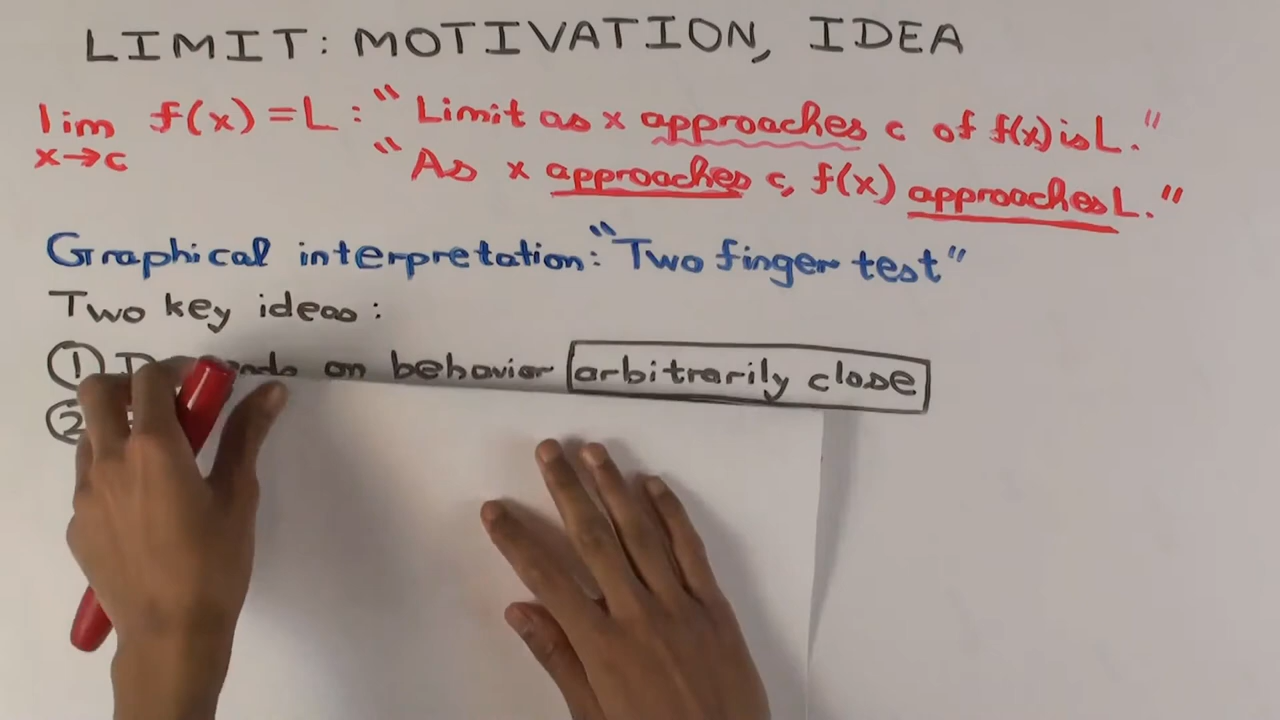 LIMIT: MOTIVATION, IDEA
lim f(x) = L : "Limit as x approaches c of f(x) is L."
x→c
"As x approaches c, f(x) approaches L."
Graphical interpretation: "Two finger test"
Two key ideas:
① on behavior arbitrarily close
②